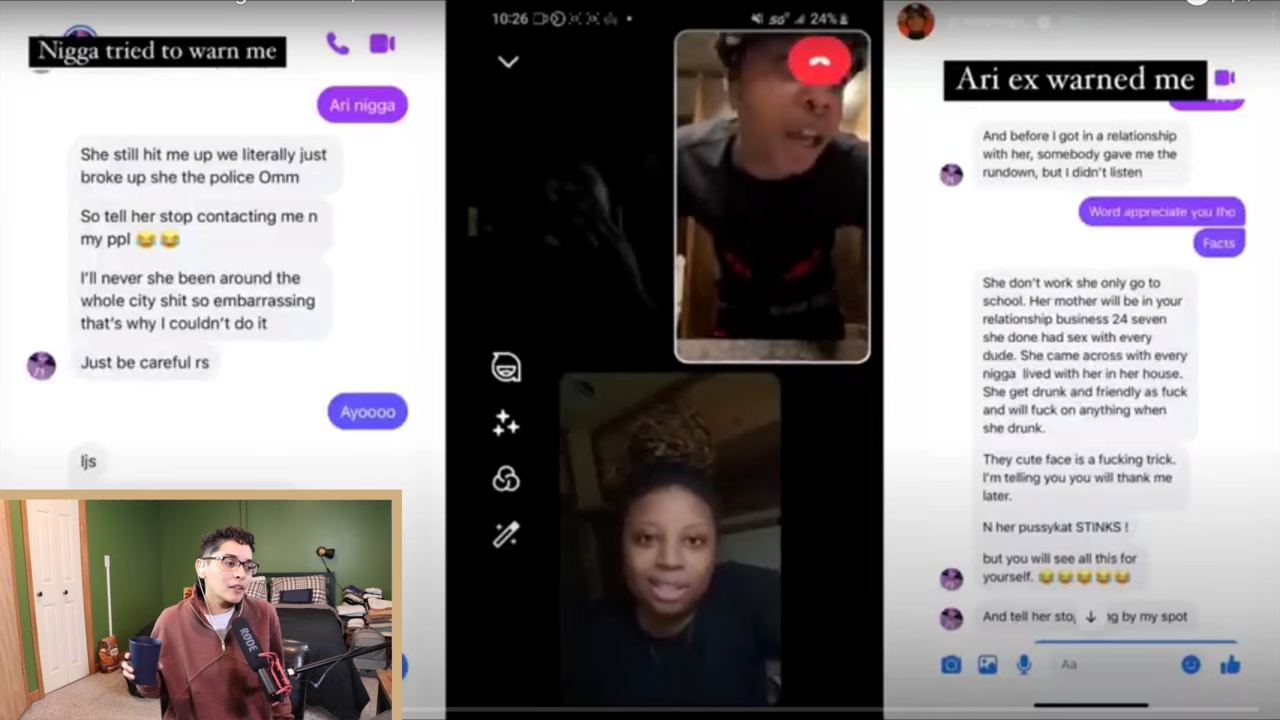 Nigga tried to warn me
Ari nigga
She still hit me up we literally just
broke up she the police Omm
So tell her stop contacting me n
my ppl 😂😂
I'll never she been around the
whole city shit so embarrassing
that's why I couldn't do it
Just be careful rs
Ayoooo
Ijs
RØDE
10:26
5G
24%
Ari ex warned me
And before I got in a relationship
with her, somebody gave me the
rundown, but I didn't listen
Word appreciate you tho
Facts
She don't work she only go to
school. Her mother will be in your
relationship business 24 seven
she done had sex with every
dude. She came across with every
nigga lived with her in her house.
She get drunk and friendly as fuck
and will fuck on anything when
she drunk.
They cute face is a fucking trick.
I'm telling you you will thank me
later.
N her pussykat STINKS !
but you will see all this for
yourself. 😂😂😂😂😂
And tell her by my spot
Aa